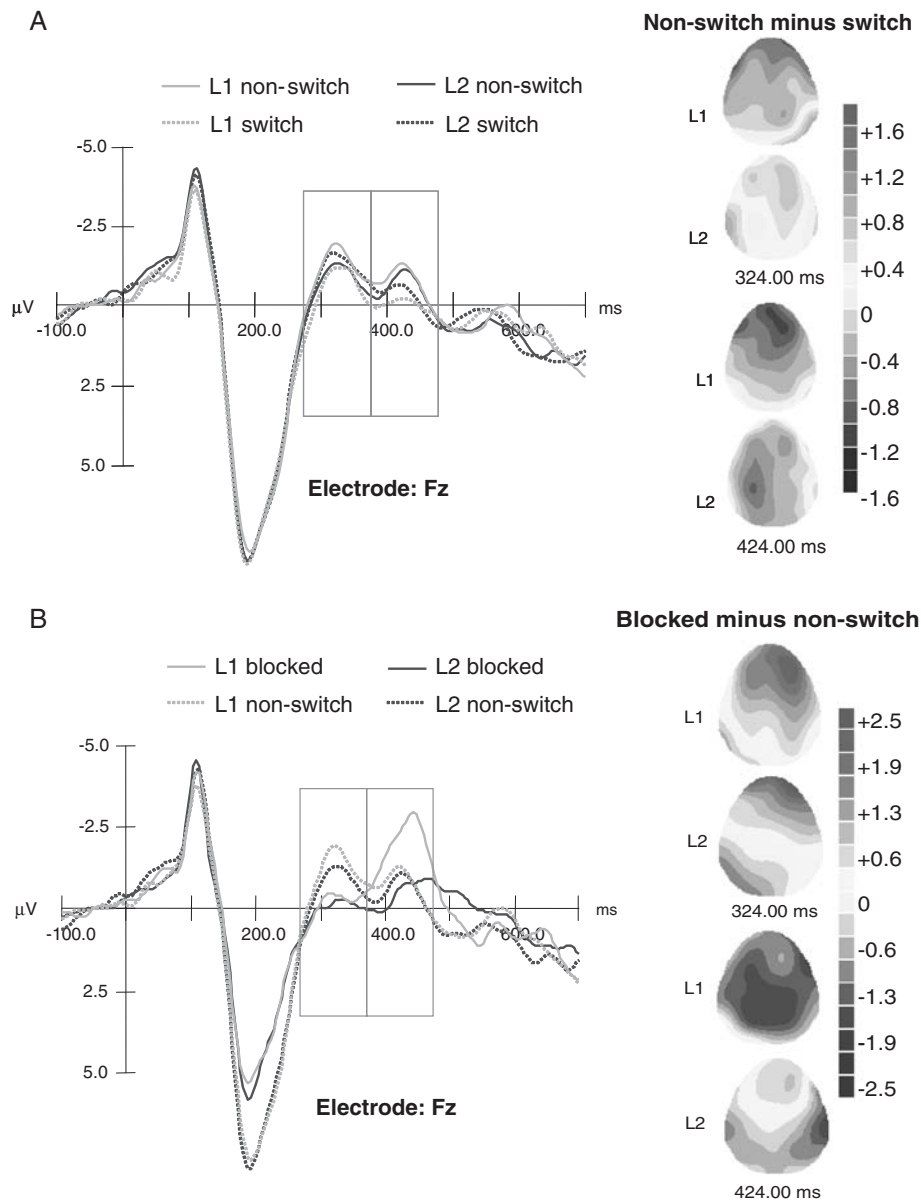 A
Non-switch minus switch
L1 non-switch
L2 non-switch
L1 switch
L2 switch
-5.0
-2.5
µV
-100.0
200.0
400.0
600.0
ms
2.5
5.0
Electrode: Fz
L1
L2
324.00 ms
L1
L2
424.00 ms
+1.6
+1.2
+0.8
+0.4
0
-0.4
-0.8
-1.2
-1.6
B
Blocked minus non-switch
L1 blocked
L2 blocked
L1 non-switch
L2 non-switch
-5.0
-2.5
µV
-100.0
200.0
400.0
600.0
ms
2.5
5.0
Electrode: Fz
L1
L2
324.00 ms
L1
L2
424.00 ms
+2.5
+1.9
+1.3
+0.6
0
-0.6
-1.3
-1.9
-2.5